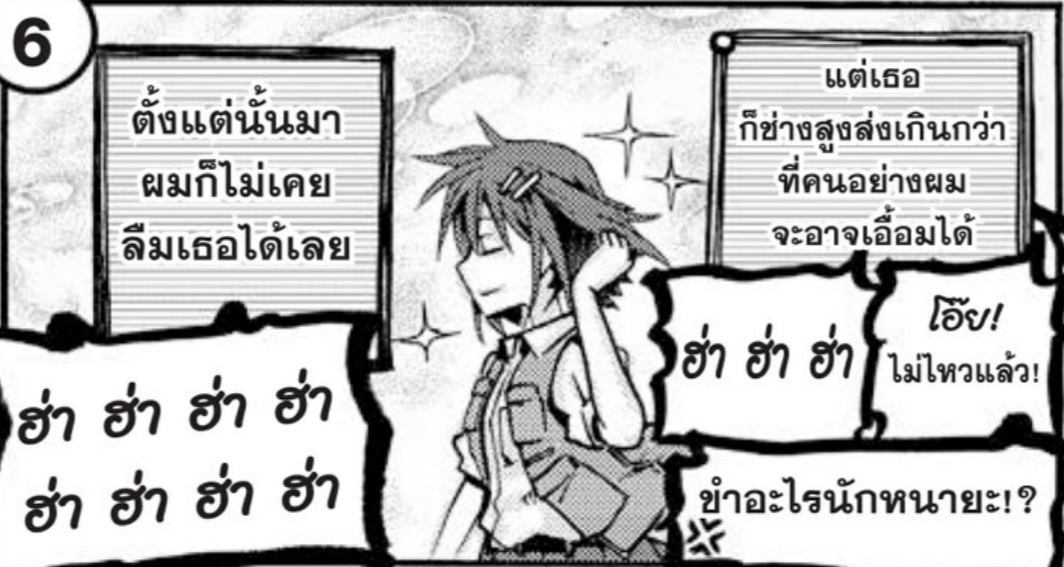 6
ตั้งแต่นั้นมา
ผมก็ไม่เคย
ลืมเธอได้เลย
แต่เธอ
ก็ช่างสูงส่งเกินกว่า
ที่คนอย่างผม
จะอาจเอื้อมได้
ฮ่า ฮ่า ฮ่า ฮ่า
ฮ่า ฮ่า ฮ่า ฮ่า
ฮ่า ฮ่า ฮ่า
โอ๊ย!
ไม่ไหวแล้ว!
ขำอะไรนักหนายะ!?